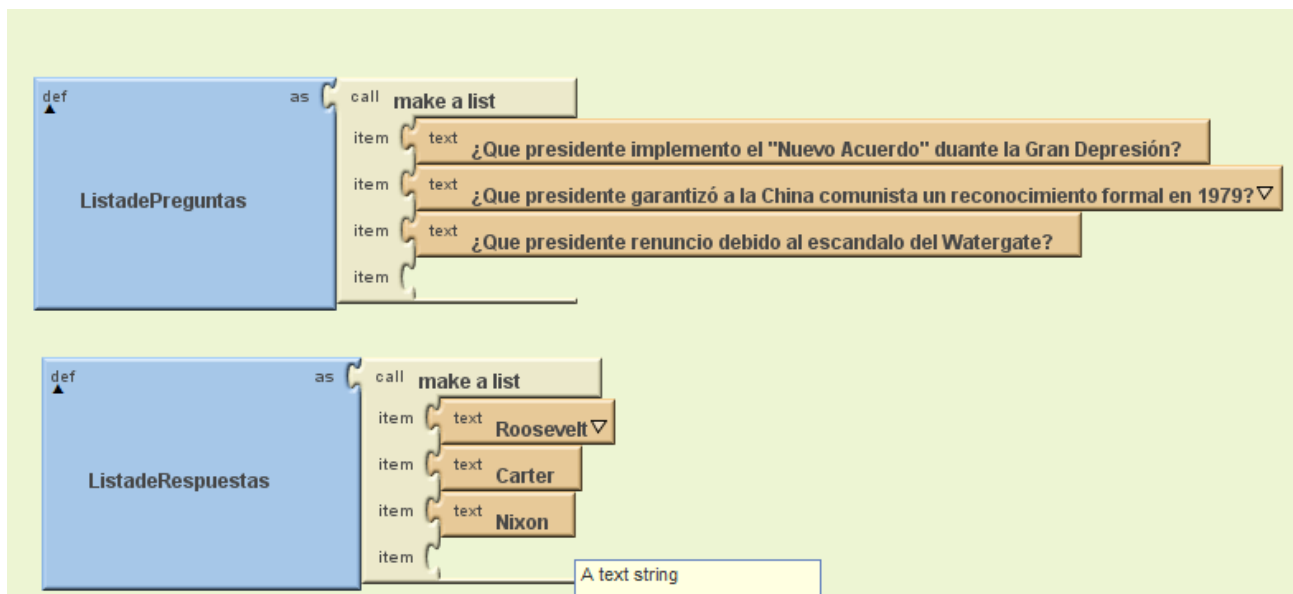 def as call make a list
item text ¿Que presidente implemento el "Nuevo Acuerdo" duante la Gran Depresión?
item text ¿Que presidente garantizó a la China comunista un reconocimiento formal en 1979?
ListadePreguntas
item text ¿Que presidente renuncio debido al escandalo del Watergate?
item
def as call make a list
item text Roosevelt
item text Carter
ListadeRespuestas
item text Nixon
item
A text string